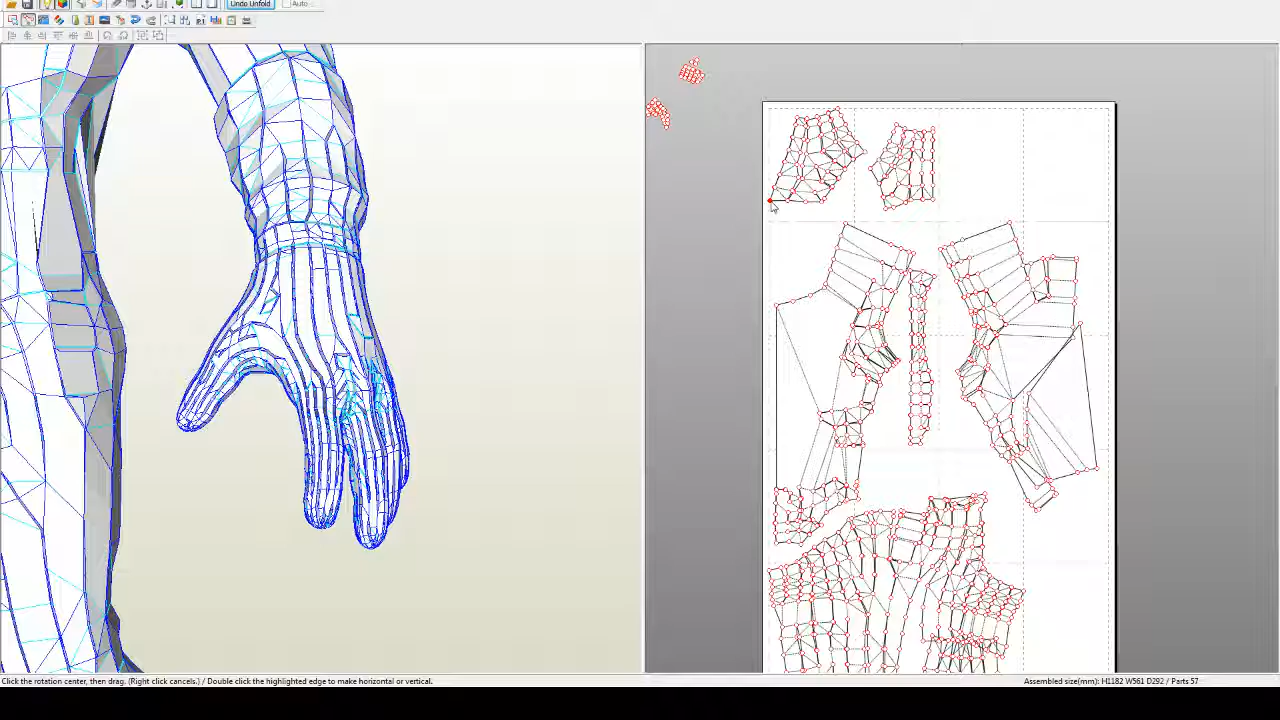 Undo Unfold
Auto
Click the rotation center, then drag. (Right click cancels.) / Double click the highlighted edge to make horizontal or vertical.
Assembled size(mm): H1182 W561 D292 / Parts 57